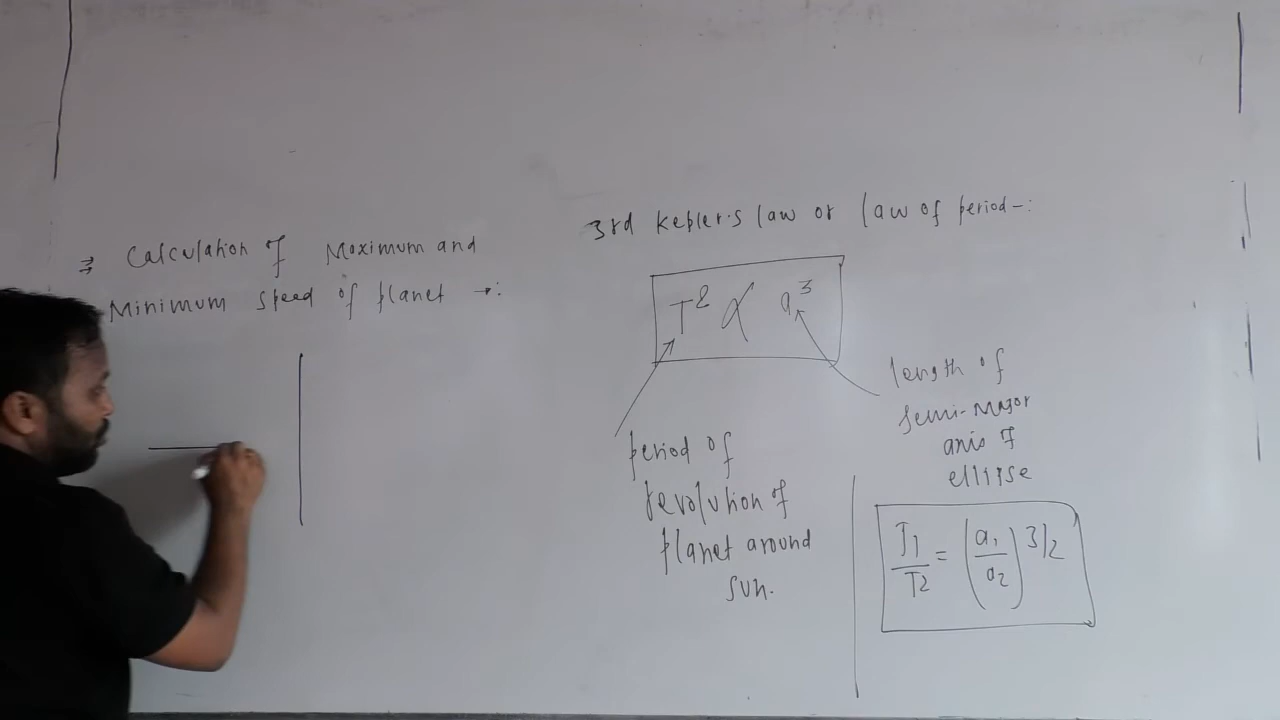 ⇒ Calculation of Maximum and
Minimum speed of planet →:
3rd Kepler's law or law of period -:
T² ∝ a³
length of
semi-major
axis of
ellipse
period of
revolution of
planet around
sun.
T1/T2 = (a1/a2)^3/2